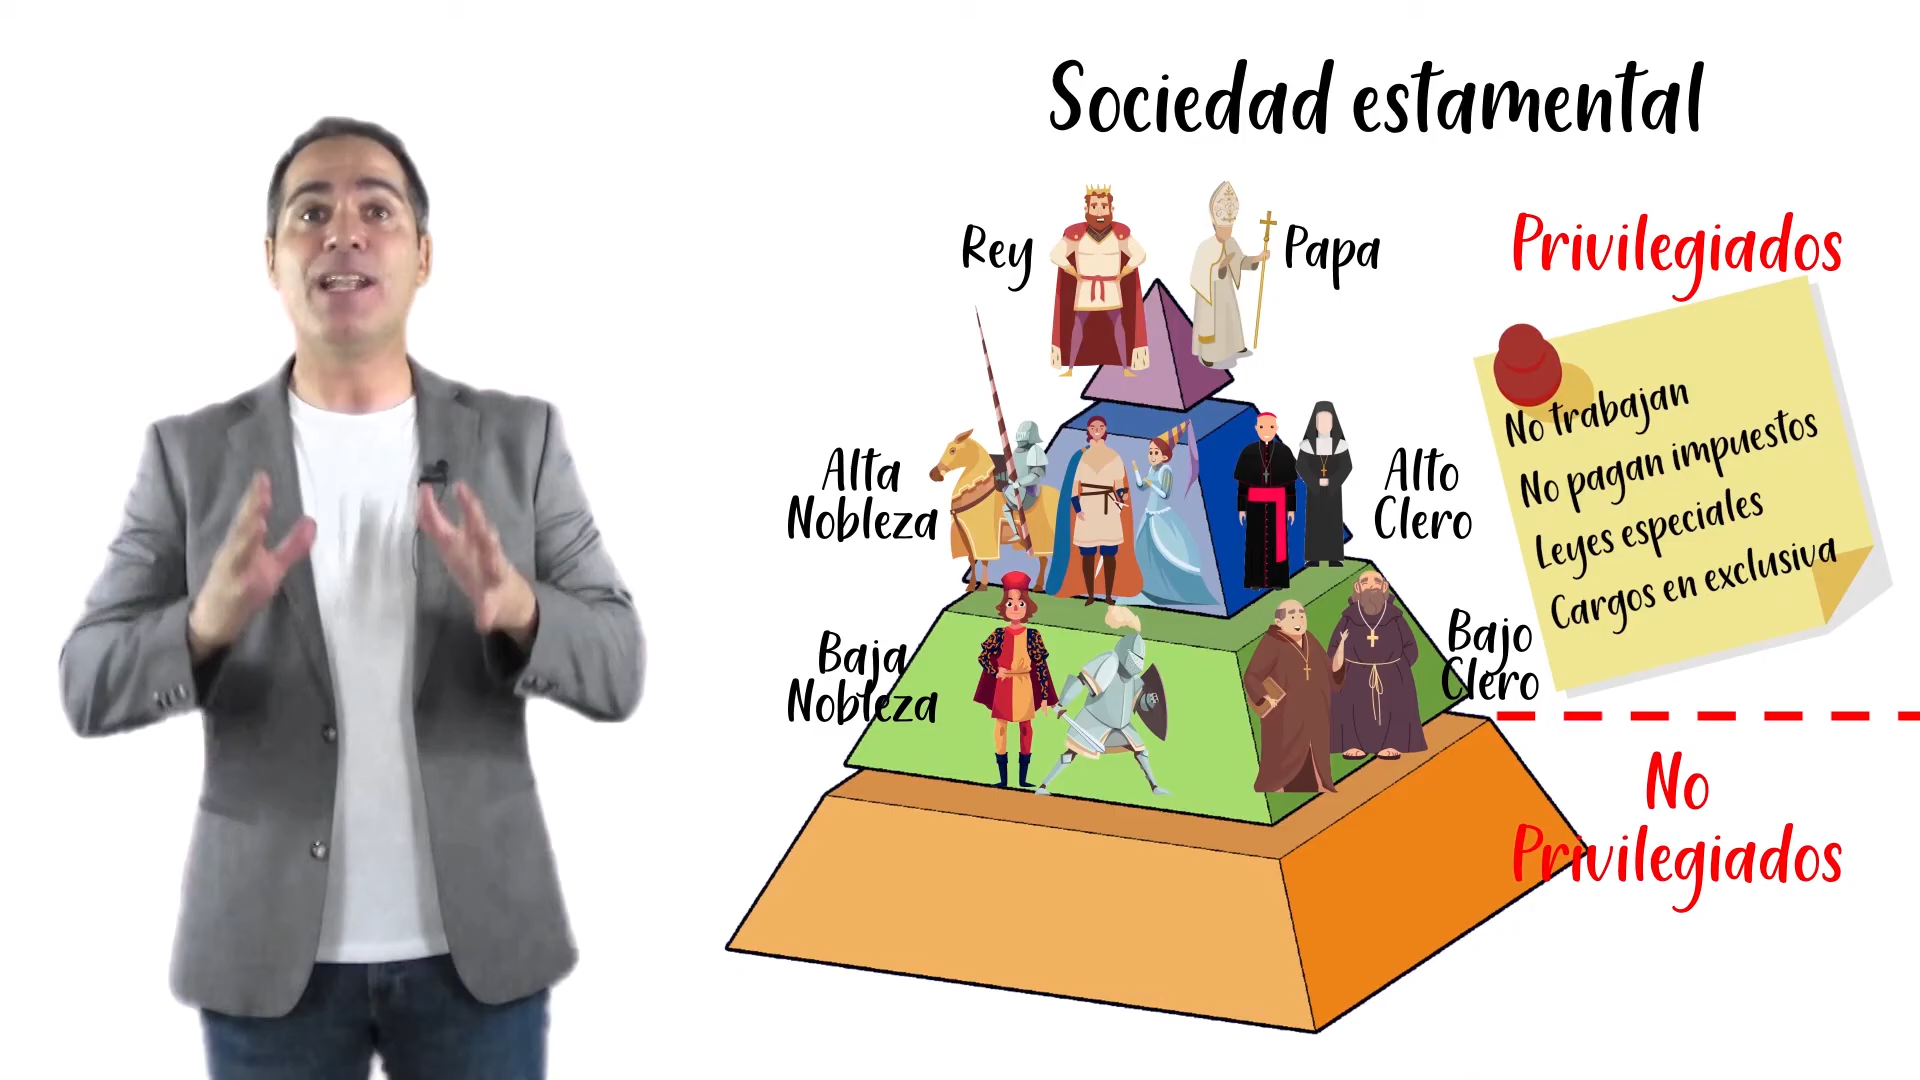 Sociedad estamental
Rey
Papa
Privilegiados
No trabajan
No pagan impuestos
Leyes especiales
Cargos en exclusiva
Alta
Nobleza
Alto
Clero
Baja
Nobleza
Bajo
Clero
No
Privilegiados